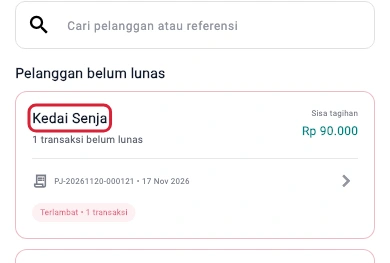 Cari pelanggan atau referensi
Pelanggan belum lunas
Kedai Senja
1 transaksi belum lunas
Sisa tagihan
Rp 90.000
PJ-20261120-000121 • 17 Nov 2026
Terlambat • 1 transaksi